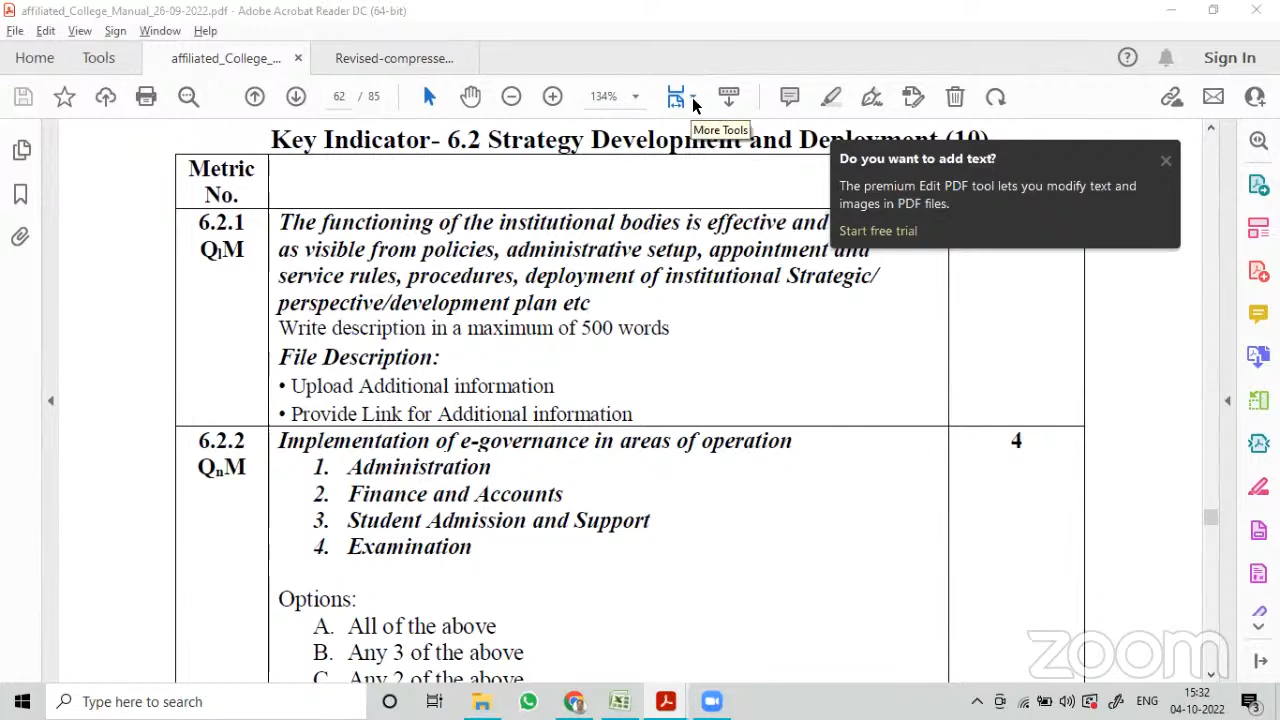 affiliated_College_Manual_26-09-2022.pdf - Adobe Acrobat Reader DC (64-bit)
File Edit View Sign Window Help
Home Tools affiliated_College_... Revised-compresse... Sign In
62 / 85 134%
More Tools
Key Indicator- 6.2 Strategy Development and Deployment (10)
Do you want to add text?
The premium Edit PDF tool lets you modify text and
images in PDF files.
Start free trial
Metric
No.
6.2.1
QlM
The functioning of the institutional bodies is effective and
as visible from policies, administrative setup, appointment and
service rules, procedures, deployment of institutional Strategic/
perspective/development plan etc
Write description in a maximum of 500 words
File Description:
• Upload Additional information
• Provide Link for Additional information
6.2.2
QnM
Implementation of e-governance in areas of operation
4
1. Administration
2. Finance and Accounts
3. Student Admission and Support
4. Examination
Options:
A. All of the above
B. Any 3 of the above
C. Any 2 of the above
zoom
Type here to search
ENG
15:32
04-10-2022
3